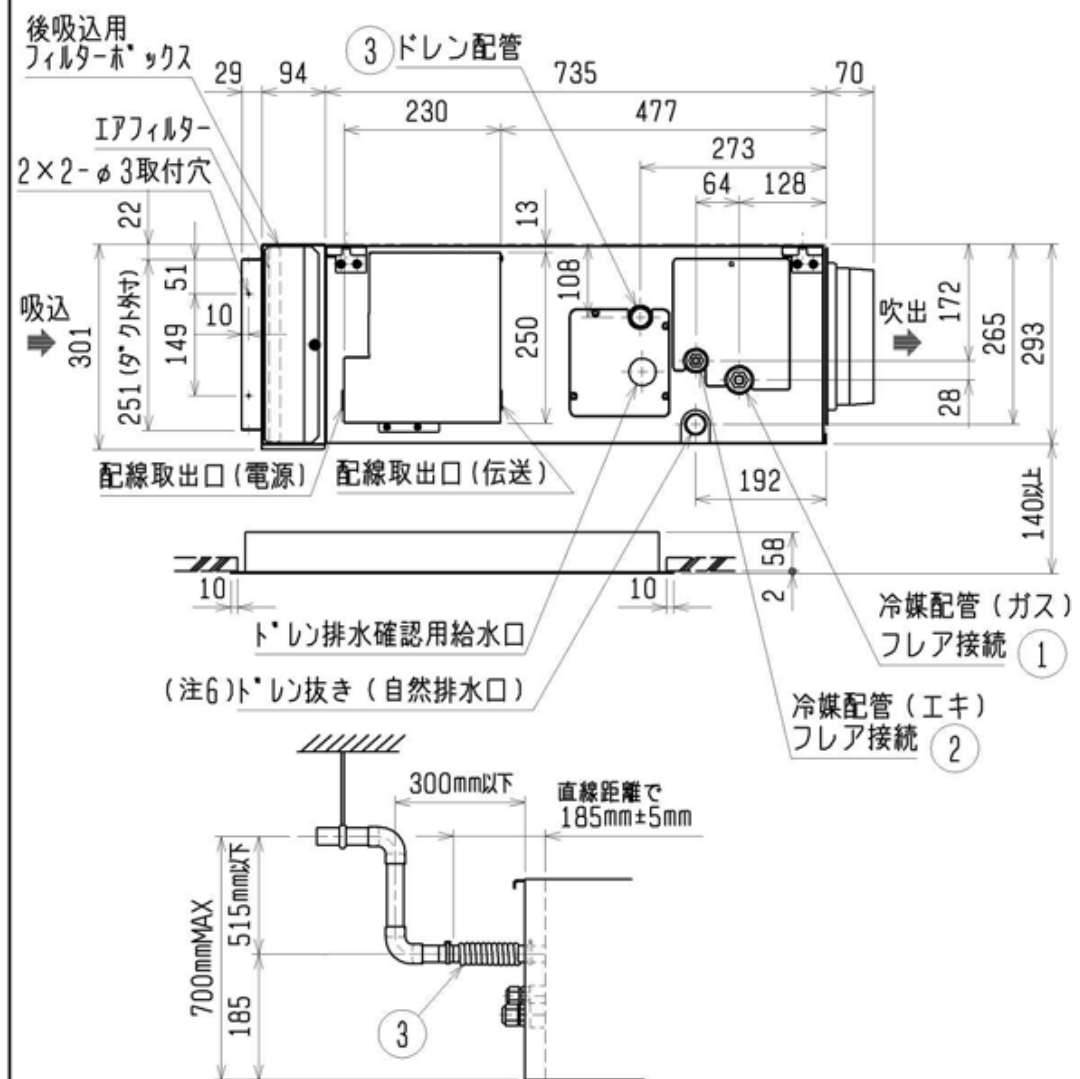 後吸込用
フィルターボックス
③ ドレン配管
29 94 735 70
230 477
エアフィルター
273
2×2-φ3取付穴
64 128
22
13
51
108
吸込
10
149
251(ダクト外寸)
301
250
吹出
172
265
293
28
配線取出口(電源)
配線取出口(伝送)
192
140以上
58
10
10
2
ドレン排水確認用給水口
冷媒配管(ガス)
フレア接続 ①
(注6)ドレン抜き(自然排水口)
冷媒配管(エキ)
フレア接続 ②
300mm以下
直線距離で
185mm±5mm
515mm以下
700mmMAX
185
③